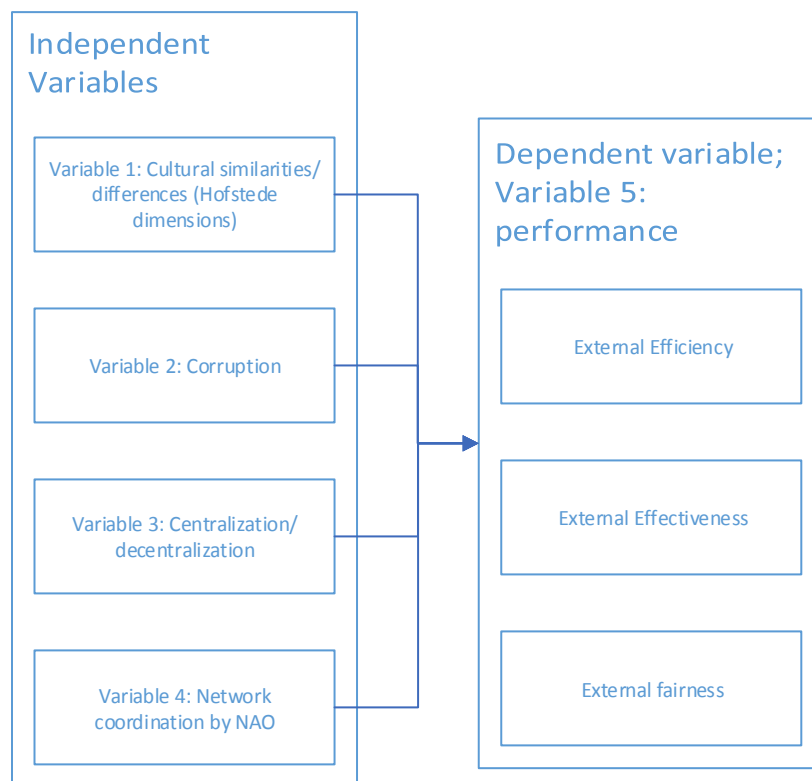 Independent
Variables
Variable 1: Cultural similarities/
differences (Hofstede
dimensions)
Variable 2: Corruption
Variable 3: Centralization/
decentralization
Variable 4: Network
coordination by NAO
Dependent variable;
Variable 5:
performance
External Efficiency
External Effectiveness
External fairness